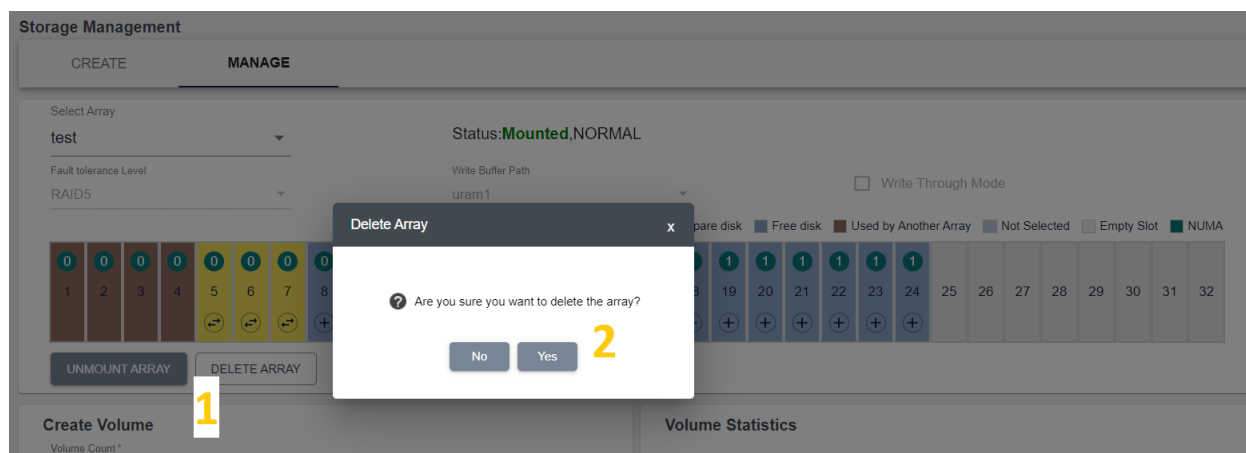 Storage Management
CREATE MANAGE
Select Array
test
Status:Mounted,NORMAL
Fault tolerance Level Write Buffer Path
RAID5 uram1 Write Through Mode
Delete Array x
pare disk Free disk Used by Another Array Not Selected Empty Slot NUMA
0 0 0 0 0 0 0 0 1 1 1 1 1 1
1 2 3 4 5 6 7 8 19 20 21 22 23 24 25 26 27 28 29 30 31 32
Are you sure you want to delete the array?
No Yes 2
UNMOUNT ARRAY DELETE ARRAY
1
Create Volume Volume Statistics
Volume Count*